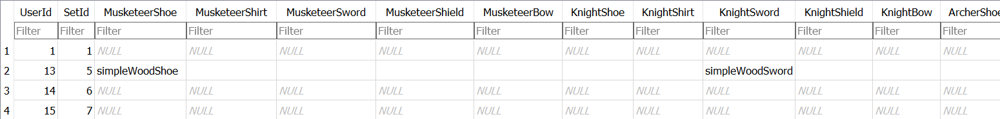 UserId SetId MusketeerShoe MusketeerShirt MusketeerSword MusketeerShield MusketeerBow KnightShoe KnightShirt KnightSword KnightShield KnightBow ArcherShoe
Filter Filter Filter Filter Filter Filter Filter Filter Filter Filter Filter Filter Filter
1 1 1 NULL NULL NULL NULL NULL NULL NULL NULL NULL NULL NULL
2 13 5 simpleWoodShoe simpleWoodSword
3 14 6 NULL NULL NULL NULL NULL NULL NULL NULL NULL NULL NULL
4 15 7 NULL NULL NULL NULL NULL NULL NULL NULL NULL NULL NULL